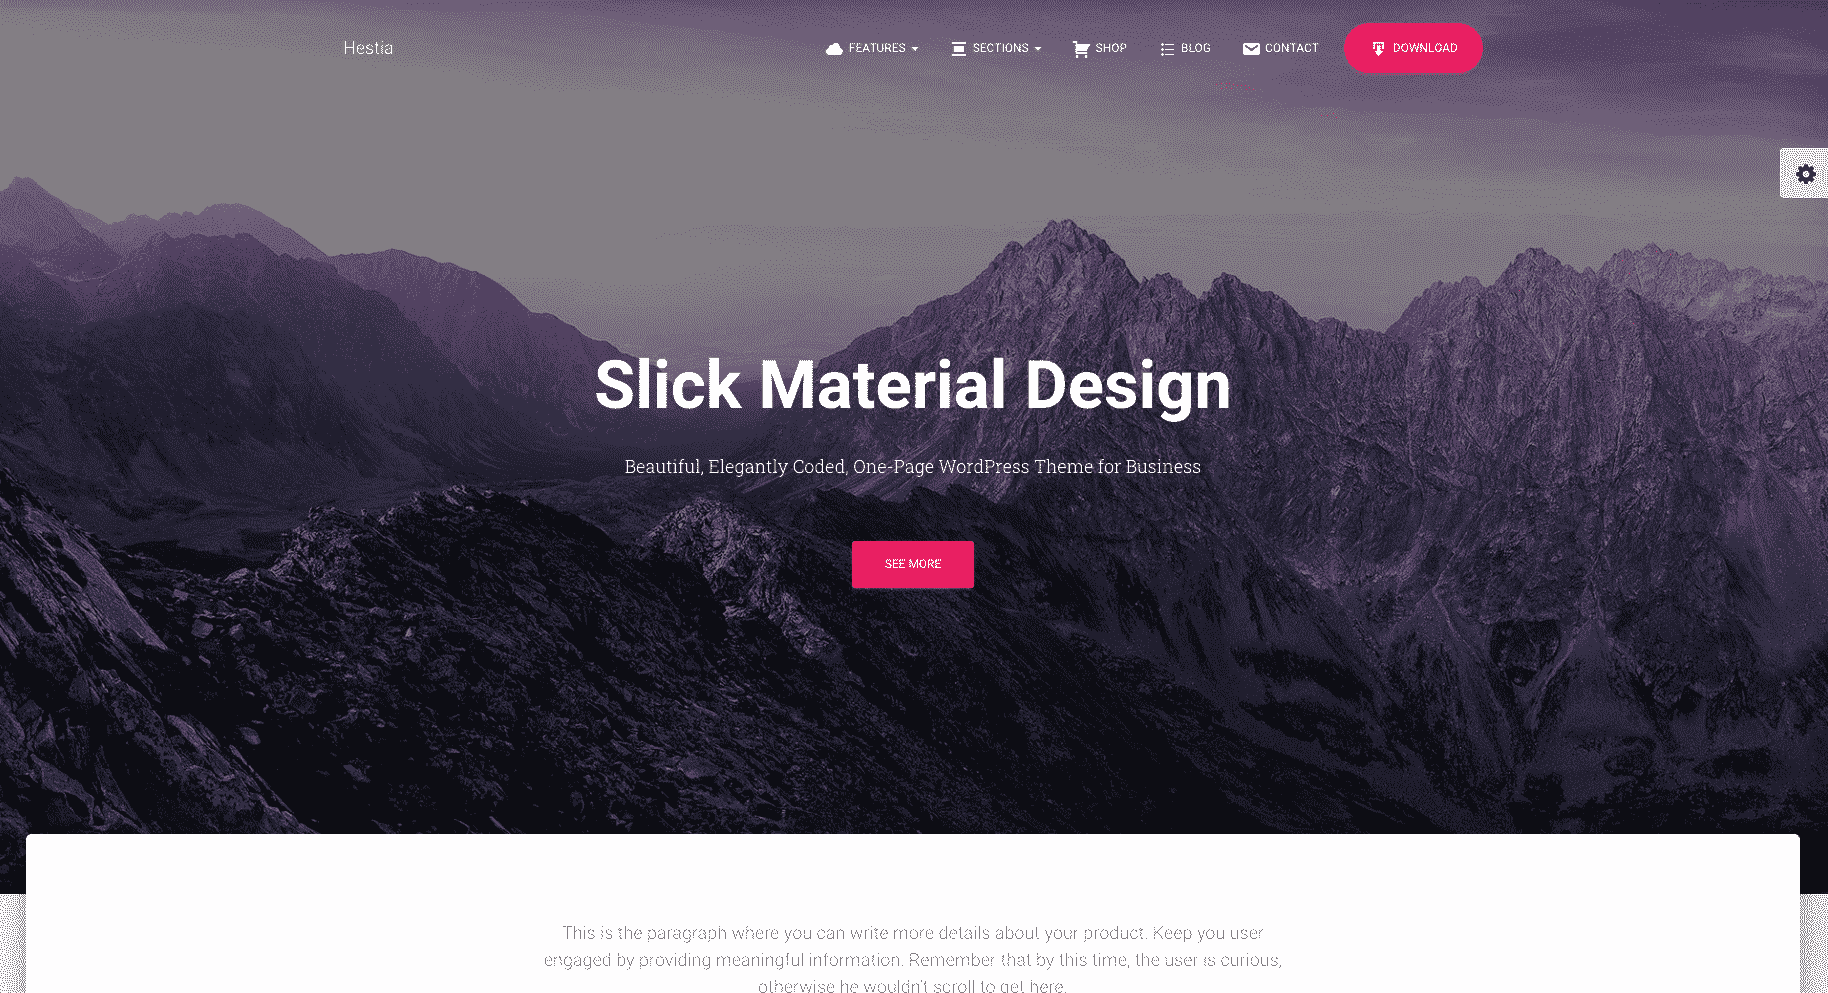 Hestia
FEATURES
SECTIONS
SHOP
BLOG
CONTACT
DOWNLOAD
Slick Material Design
Beautiful, Elegantly Coded, One-Page WordPress Theme for Business
SEE MORE
This is the paragraph where you can write more details about your product. Keep you user
engaged by providing meaningful information. Remember that by this time, the user is curious,
otherwise he wouldn't scroll to get here.